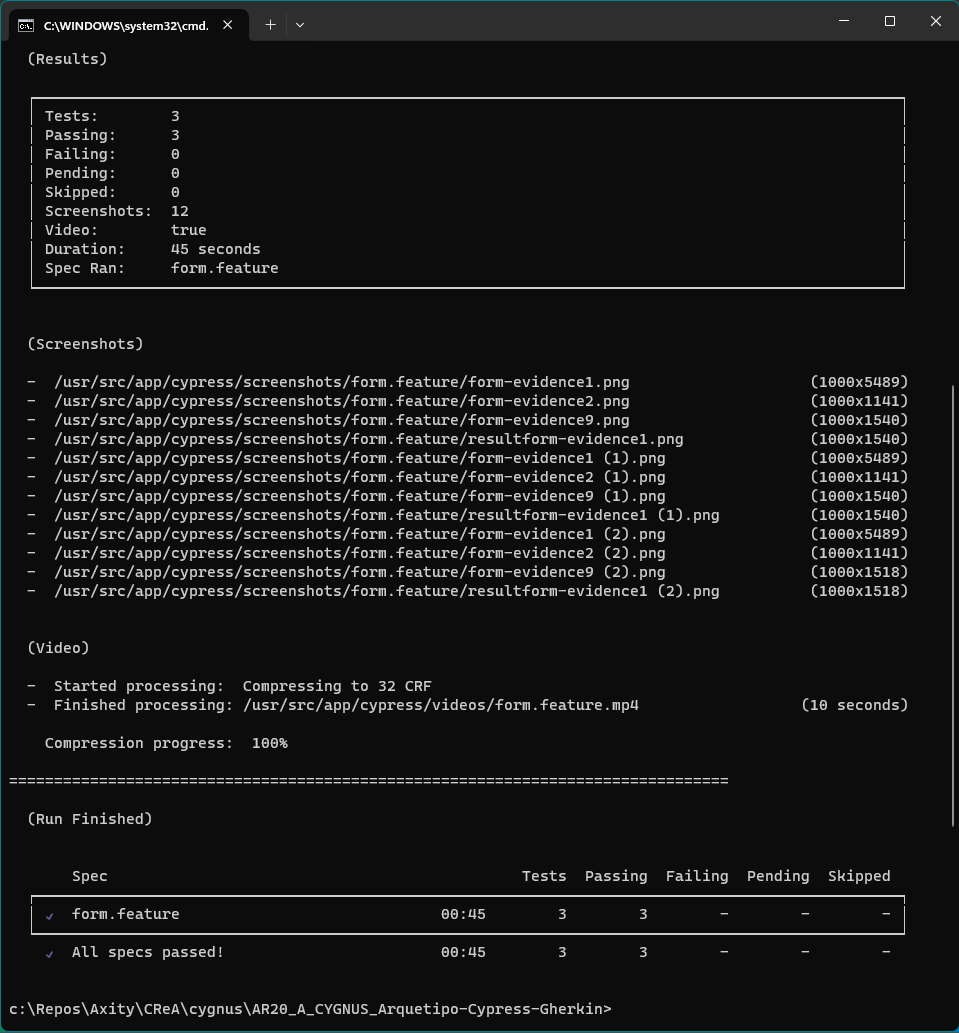 C:\WINDOWS\system32\cmd.
(Results)
Tests: 3
Passing: 3
Failing: 0
Pending: 0
Skipped: 0
Screenshots: 12
Video: true
Duration: 45 seconds
Spec Ran: form.feature
(Screenshots)
- /usr/src/app/cypress/screenshots/form.feature/form-evidence1.png (1000x5489)
- /usr/src/app/cypress/screenshots/form.feature/form-evidence2.png (1000x1141)
- /usr/src/app/cypress/screenshots/form.feature/form-evidence9.png (1000x1540)
- /usr/src/app/cypress/screenshots/form.feature/resultform-evidence1.png (1000x1540)
- /usr/src/app/cypress/screenshots/form.feature/form-evidence1 (1).png (1000x5489)
- /usr/src/app/cypress/screenshots/form.feature/form-evidence2 (1).png (1000x1141)
- /usr/src/app/cypress/screenshots/form.feature/form-evidence9 (1).png (1000x1540)
- /usr/src/app/cypress/screenshots/form.feature/resultform-evidence1 (1).png (1000x1540)
- /usr/src/app/cypress/screenshots/form.feature/form-evidence1 (2).png (1000x5489)
- /usr/src/app/cypress/screenshots/form.feature/form-evidence2 (2).png (1000x1141)
- /usr/src/app/cypress/screenshots/form.feature/form-evidence9 (2).png (1000x1518)
- /usr/src/app/cypress/screenshots/form.feature/resultform-evidence1 (2).png (1000x1518)
(Video)
- Started processing: Compressing to 32 CRF
- Finished processing: /usr/src/app/cypress/videos/form.feature.mp4 (10 seconds)
Compression progress: 100%
================================================================================
(Run Finished)
Spec Tests Passing Failing Pending Skipped
✓ form.feature 00:45 3 3 - - -
✓ All specs passed! 00:45 3 3 - - -
c:\Repos\Axity\CReA\cygnus\AR20_A_CYGNUS_Arquetipo-Cypress-Gherkin>